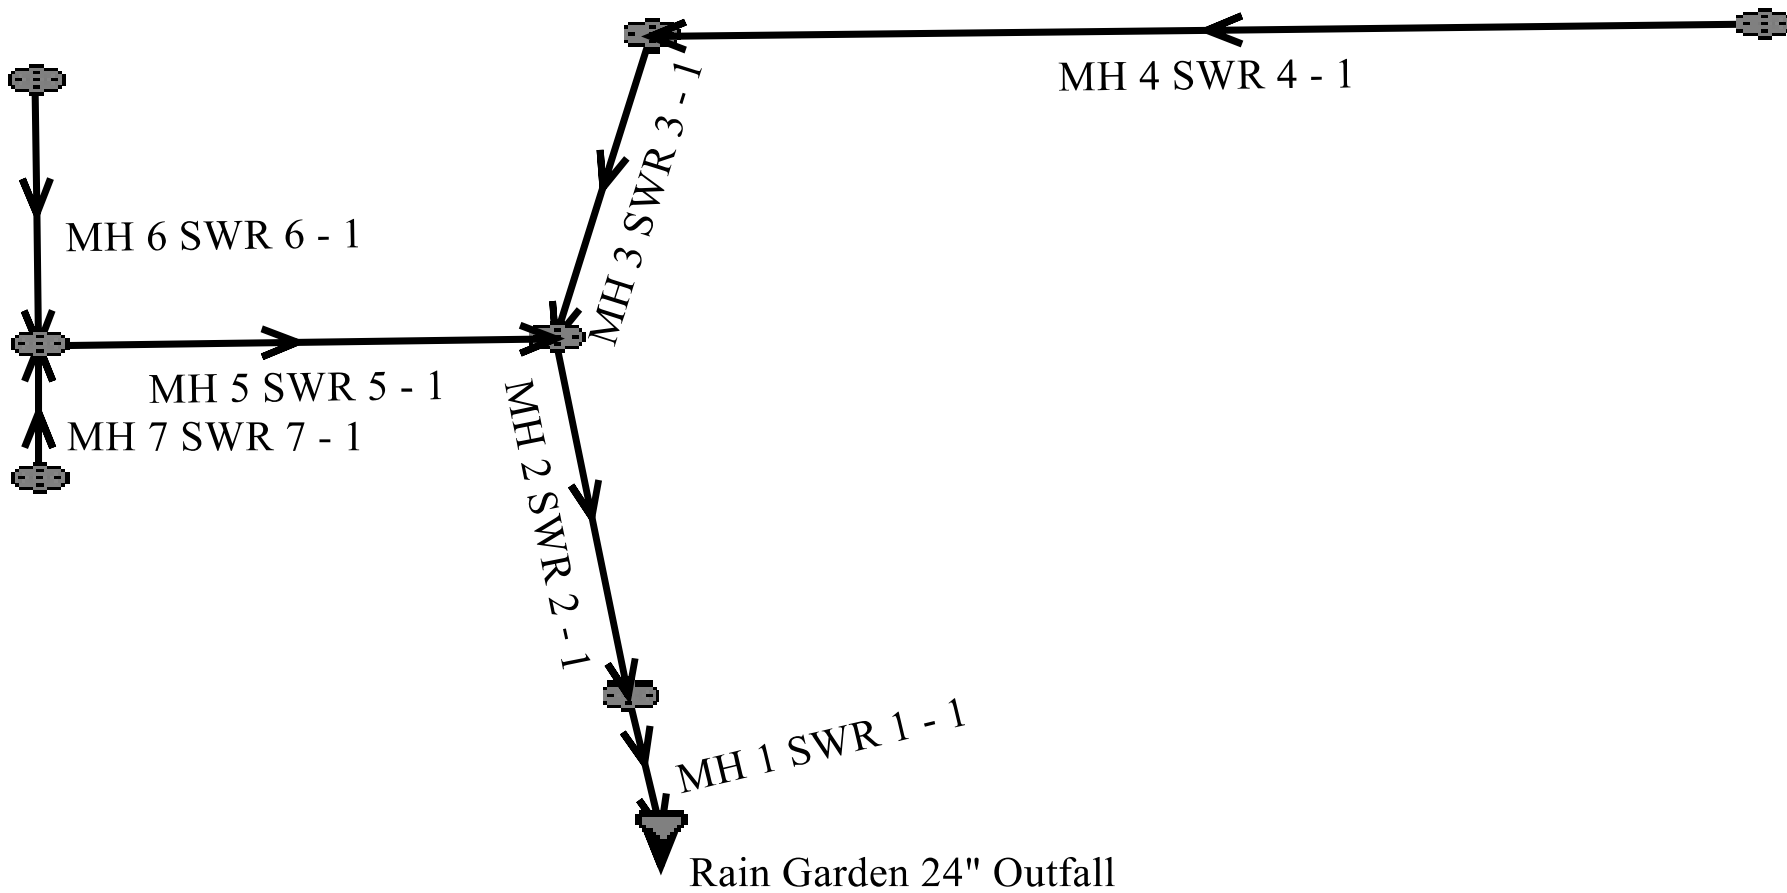 MH 4 SWR 4 - 1
MH 3 SWR 3 - 1
MH 6 SWR 6 - 1
MH 5 SWR 5 - 1
MH 7 SWR 7 - 1
MH 2 SWR 2 - 1
MH 1 SWR 1 - 1
Rain Garden 24" Outfall